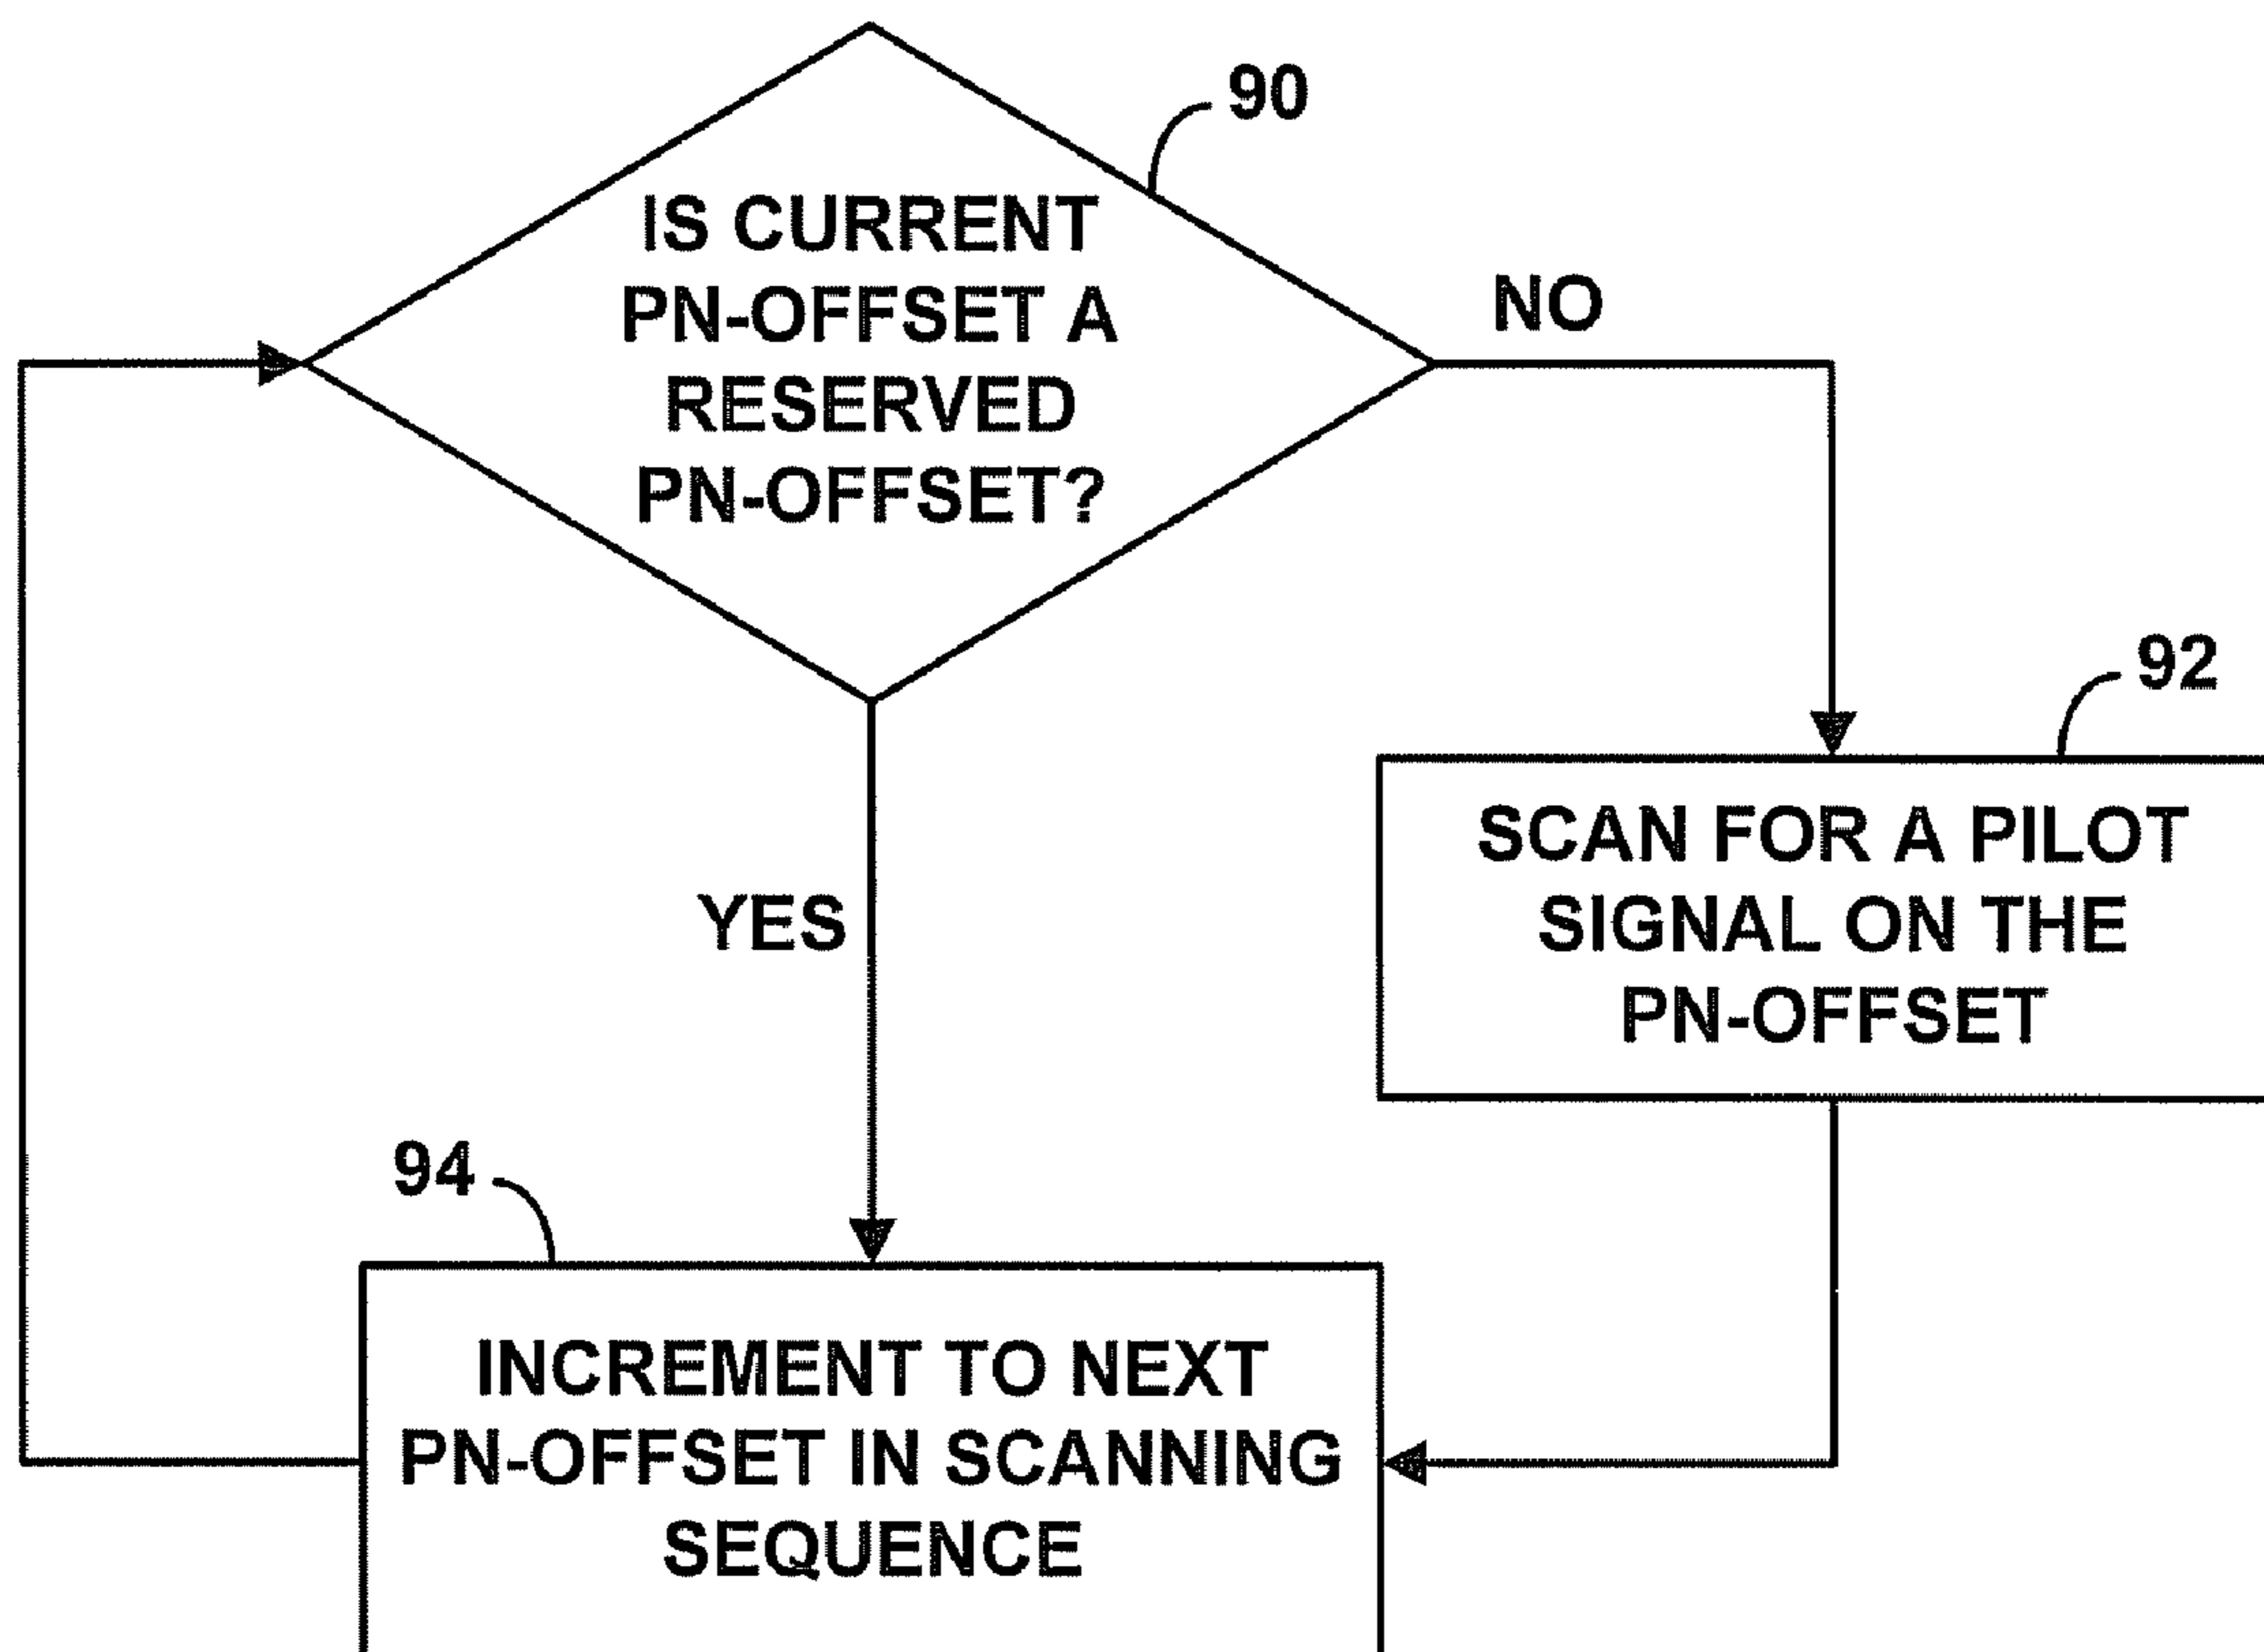 90
IS CURRENT
PN-OFFSET A
RESERVED
PN-OFFSET?
NO
92
SCAN FOR A PILOT
SIGNAL ON THE
PN-OFFSET
YES
94
INCREMENT TO NEXT
PN-OFFSET IN SCANNING
SEQUENCE